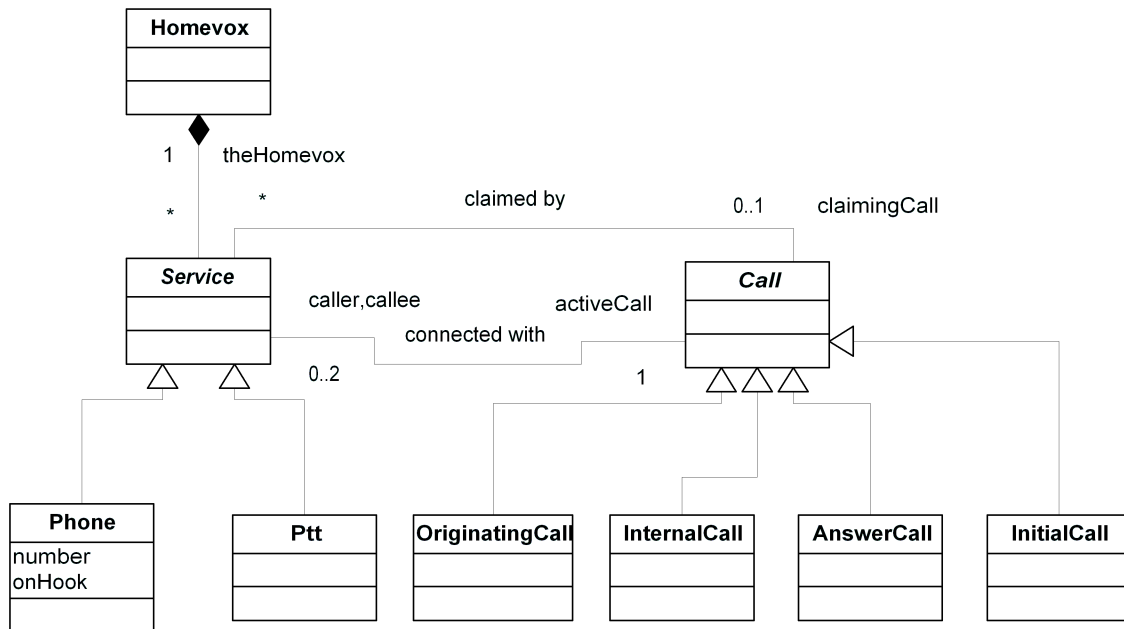 Homevox
1
theHomevox
*
*
claimed by
0..1
claimingCall
Service
Call
caller,callee
activeCall
connected with
0..2
1
Phone
number
onHook
Ptt
OriginatingCall
InternalCall
AnswerCall
InitialCall